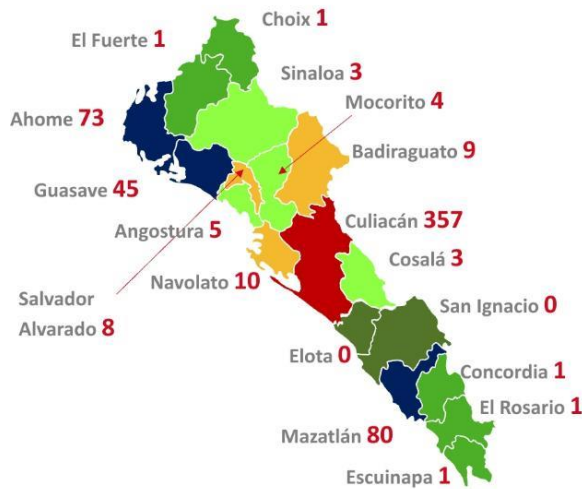 Choix 1
El Fuerte 1
Sinaloa 3
Mocorito 4
Ahome 73
Badiraguato 9
Guasave 45
Culiacán 357
Angostura 5
Cosalá 3
Navolato 10
Salvador
Alvarado 8
San Ignacio 0
Elota 0
Concordia 1
El Rosario 1
Mazatlán 80
Escuinapa 1